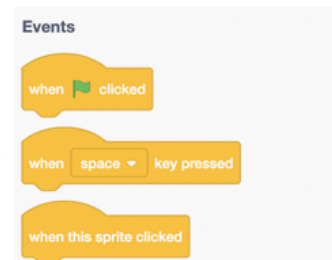 Events
when clicked
when space key pressed
when this sprite clicked